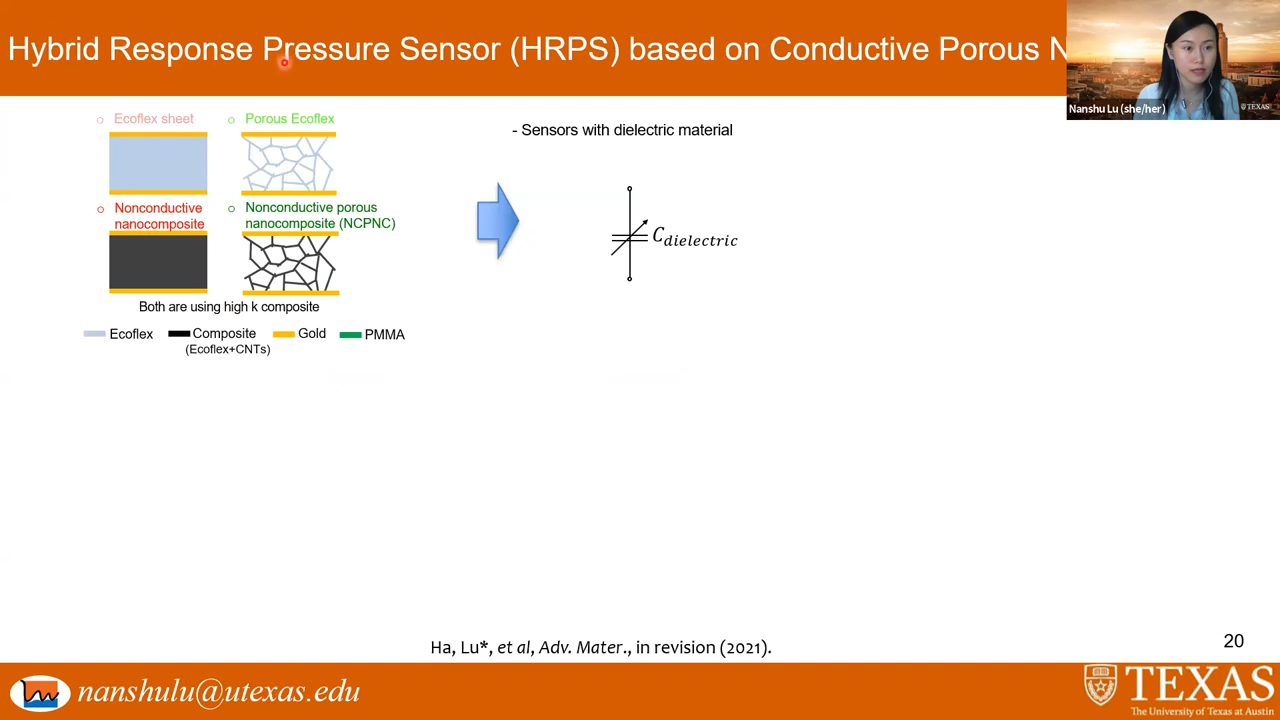 Hybrid Response Pressure Sensor (HRPS) based on Conductive Porous N
Nanshu Lu (she/her)
TEXAS
○ Ecoflex sheet
○ Porous Ecoflex
○ Nonconductive
nanocomposite
○ Nonconductive porous
nanocomposite (NCPNC)
Both are using high k composite
Ecoflex
Composite
(Ecoflex+CNTs)
Gold
PMMA
- Sensors with dielectric material
C_dielectric
Ha, Lu*, et al, Adv. Mater., in revision (2021).
20
nanshulu@utexas.edu
TEXAS
The University of Texas at Austin